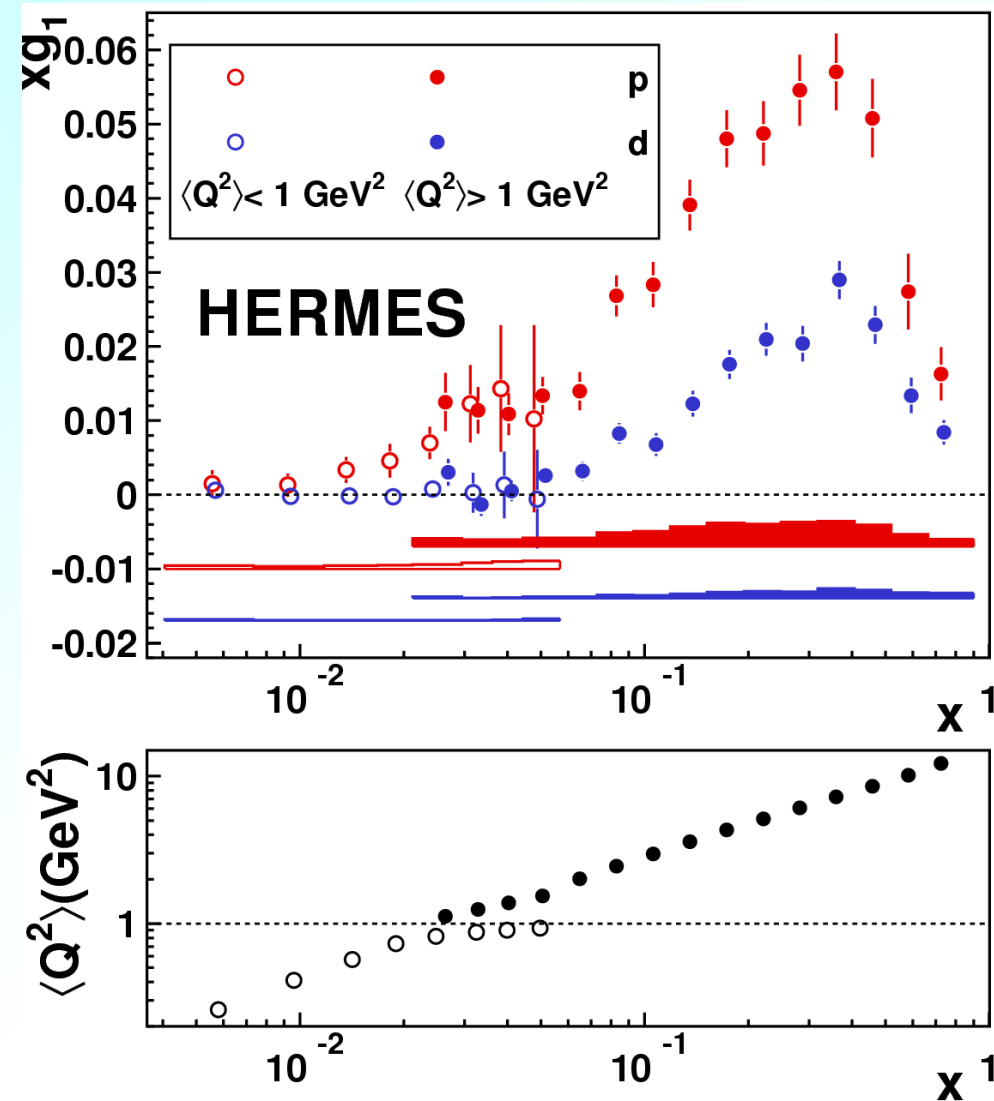 xg₁
0.06
p
0.05
d
⟨Q²⟩< 1 GeV² ⟨Q²⟩> 1 GeV²
0.04
0.03
HERMES
0.02
0.01
0
-0.01
-0.02
10⁻² 10⁻¹ 1
x
⟨Q²⟩(GeV²)
10
1
10⁻² 10⁻¹ 1
x